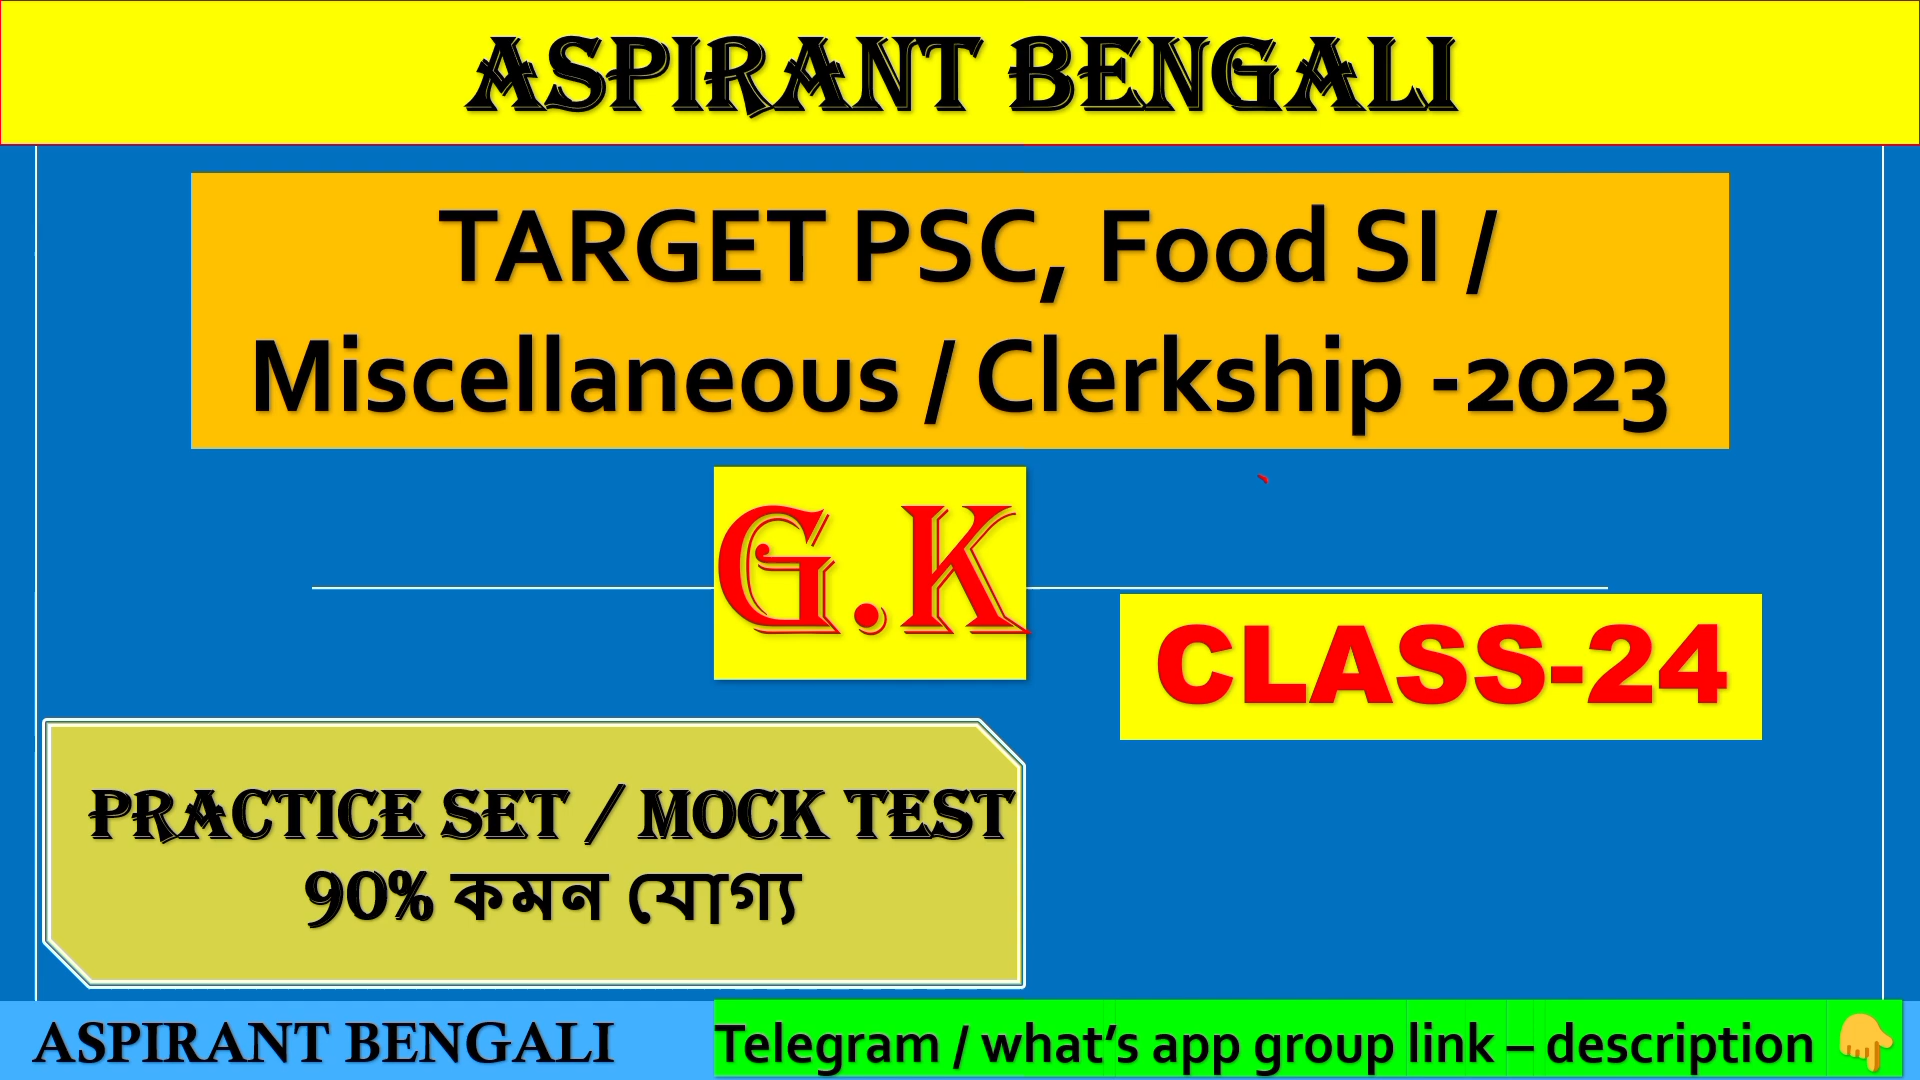 ASPIRANT BENGALI
TARGET PSC, Food SI /
Miscellaneous / Clerkship -2023
G.K
CLASS-24
PRACTICE SET / MOCK TEST
90% কমন যোগ্য
ASPIRANT BENGALI
Telegram / what’s app group link – description 👇